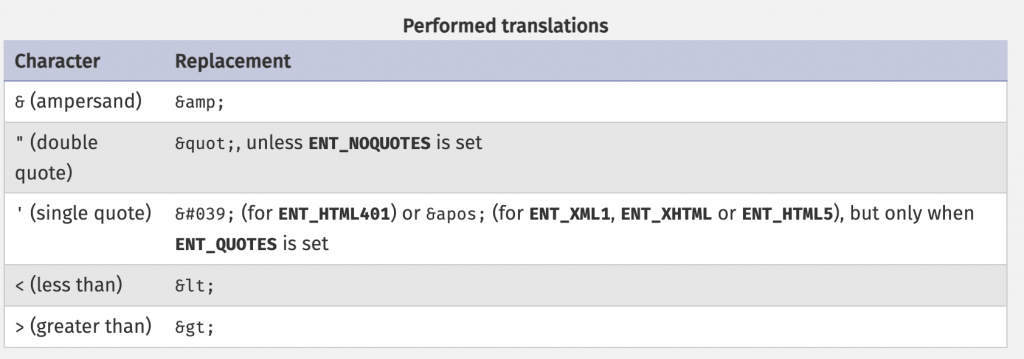 Performed translations
Character Replacement
& (ampersand) &amp;
" (double &quot;, unless ENT_NOQUOTES is set
quote)
' (single quote) &#039; (for ENT_HTML401) or &apos; (for ENT_XML1, ENT_XHTML or ENT_HTML5), but only when
ENT_QUOTES is set
< (less than) &lt;
> (greater than) &gt;